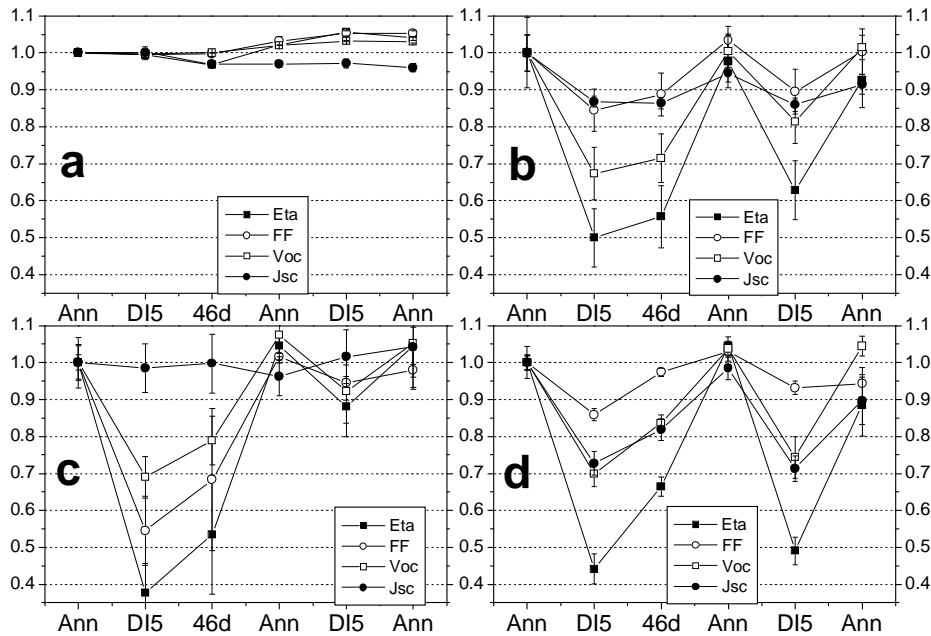 1.1 1.1
1.0 1.0
0.9 0.9
0.8 0.8
0.7 0.7
0.6 0.6
0.5 0.5
0.4 0.4
a b
Eta
FF
Voc
Jsc
Eta
FF
Voc
Jsc
Ann DI5 46d Ann DI5 Ann Ann DI5 46d Ann DI5 Ann
1.1 1.1
1.0 1.0
0.9 0.9
0.8 0.8
0.7 0.7
0.6 0.6
0.5 0.5
0.4 0.4
c d
Eta
FF
Voc
Jsc
Eta
FF
Voc
Jsc
Ann DI5 46d Ann DI5 Ann Ann DI5 46d Ann DI5 Ann